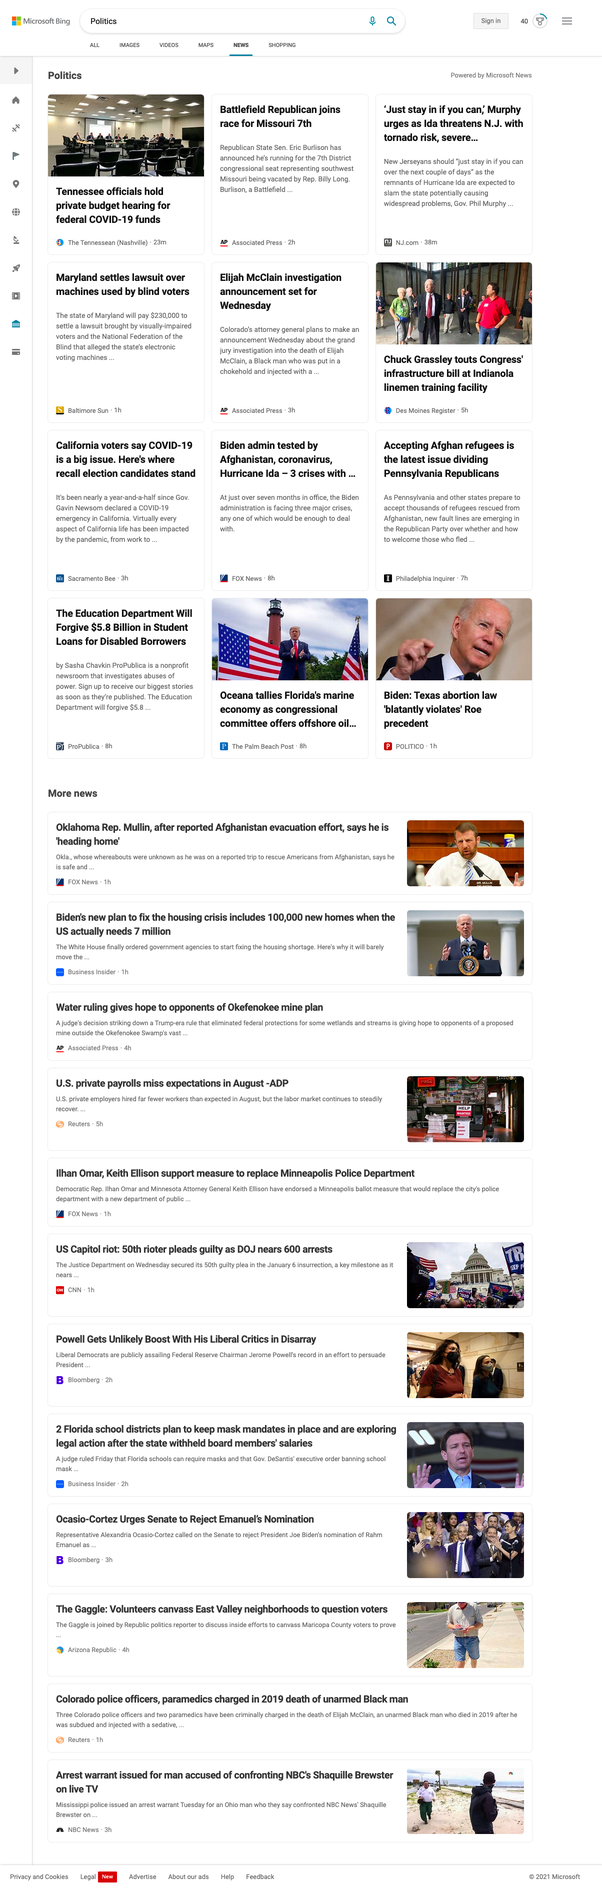 Microsoft Bing
Politics
Sign in
40
ALL
IMAGES
VIDEOS
MAPS
NEWS
SHOPPING
Politics
Powered by Microsoft News
Tennessee officials hold
private budget hearing for
federal COVID-19 funds
The Tennessean (Nashville) · 23m
Battlefield Republican joins
race for Missouri 7th
Republican State Sen. Eric Burlison has
announced he's running for the 7th District
congressional seat representing southwest
Missouri being vacated by Rep. Billy Long.
Burlison, a Battlefield ...
AP Associated Press · 2h
'Just stay in if you can,' Murphy
urges as Ida threatens N.J. with
tornado risk, severe…
New Jerseyans should "just stay in if you can
over the next couple of days" as the
remnants of Hurricane Ida are expected to
slam the state potentially causing
widespread problems, Gov. Phil Murphy ...
NJ.com · 38m
Maryland settles lawsuit over
machines used by blind voters
The state of Maryland will pay $230,000 to
settle a lawsuit brought by visually-impaired
voters and the National Federation of the
Blind that alleged the state's electronic
voting machines ...
Baltimore Sun · 1h
Elijah McClain investigation
announcement set for
Wednesday
Colorado's attorney general plans to make an
announcement Wednesday about the grand
jury investigation into the death of Elijah
McClain, a Black man who was put in a
chokehold and injected with a ...
AP Associated Press · 3h
Chuck Grassley touts Congress'
infrastructure bill at Indianola
linemen training facility
Des Moines Register · 5h
California voters say COVID-19
is a big issue. Here's where
recall election candidates stand
It's been nearly a year-and-a-half since Gov.
Gavin Newsom declared a COVID-19
emergency in California. Virtually every
aspect of California life has been impacted
by the pandemic, from work to ...
Sacramento Bee · 3h
Biden admin tested by
Afghanistan, coronavirus,
Hurricane Ida – 3 crises with …
At just over seven months in office, the Biden
administration is facing three major crises,
any one of which would be enough to deal
with.
FOX News · 8h
Accepting Afghan refugees is
the latest issue dividing
Pennsylvania Republicans
As Pennsylvania and other states prepare to
accept thousands of refugees rescued from
Afghanistan, new fault lines are emerging in
the Republican Party over whether and how
to welcome those who fled ...
Philadelphia Inquirer · 7h
The Education Department Will
Forgive $5.8 Billion in Student
Loans for Disabled Borrowers
by Sasha Chavkin ProPublica is a nonprofit
newsroom that investigates abuses of
power. Sign up to receive our biggest stories
as soon as they're published. The Education
Department will forgive $5.8 ...
ProPublica · 8h
Oceana tallies Florida's marine
economy as congressional
committee offers offshore oil…
The Palm Beach Post · 8h
Biden: Texas abortion law
'blatantly violates' Roe
precedent
POLITICO · 1h
More news
Oklahoma Rep. Mullin, after reported Afghanistan evacuation effort, says he is
'heading home'
Okla., whose whereabouts were unknown as he was on a reported trip to rescue Americans from Afghanistan, says he
is safe and ...
FOX News · 1h
MR. MULLIN
Biden's new plan to fix the housing crisis includes 100,000 new homes when the
US actually needs 7 million
The White House finally ordered government agencies to start fixing the housing shortage. Here's why it will barely
move the ...
Business Insider · 1h
Water ruling gives hope to opponents of Okefenokee mine plan
A judge's decision striking down a Trump-era rule that eliminated federal protections for some wetlands and streams is giving hope to opponents of a proposed
mine outside the Okefenokee Swamp's vast ...
AP Associated Press · 4h
U.S. private payrolls miss expectations in August -ADP
U.S. private employers hired far fewer workers than expected in August, but the labor market continues to steadily
recover. ...
Reuters · 5h
HELP
Ilhan Omar, Keith Ellison support measure to replace Minneapolis Police Department
Democratic Rep. Ilhan Omar and Minnesota Attorney General Keith Ellison have endorsed a Minneapolis ballot measure that would replace the city's police
department with a new department of public ...
FOX News · 1h
US Capitol riot: 50th rioter pleads guilty as DOJ nears 600 arrests
The Justice Department on Wednesday secured its 50th guilty plea in the January 6 insurrection, a key milestone as it
nears ...
CNN · 1h
TR
Powell Gets Unlikely Boost With His Liberal Critics in Disarray
Liberal Democrats are publicly assailing Federal Reserve Chairman Jerome Powell's record in an effort to persuade
President ...
B Bloomberg · 2h
2 Florida school districts plan to keep mask mandates in place and are exploring
legal action after the state withheld board members' salaries
A judge ruled Friday that Florida schools can require masks and that Gov. DeSantis' executive order banning school
mask ...
Business Insider · 2h
Ocasio-Cortez Urges Senate to Reject Emanuel's Nomination
Representative Alexandria Ocasio-Cortez called on the Senate to reject President Joe Biden's nomination of Rahm
Emanuel as ...
B Bloomberg · 3h
The Gaggle: Volunteers canvass East Valley neighborhoods to question voters
The Gaggle is joined by Republic politics reporter to discuss inside efforts to canvass Maricopa County voters to prove
...
Arizona Republic · 4h
Colorado police officers, paramedics charged in 2019 death of unarmed Black man
Three Colorado police officers and two paramedics have been criminally charged in the death of Elijah McClain, an unarmed Black man who died in 2019 after he
was subdued and injected with a sedative, ...
Reuters · 1h
Arrest warrant issued for man accused of confronting NBC's Shaquille Brewster
on live TV
Mississippi police issued an arrest warrant Tuesday for an Ohio man who they say confronted NBC News' Shaquille
Brewster on ...
NBC News · 3h
Privacy and Cookies
Legal
New
Advertise
About our ads
Help
Feedback
© 2021 Microsoft